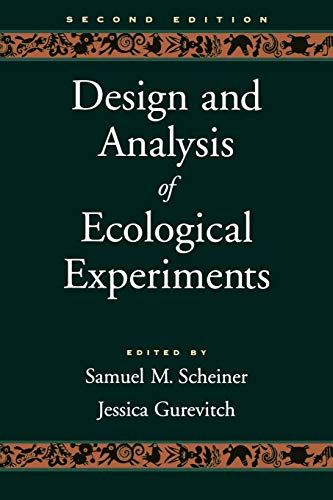 SECOND EDITION
Design and
Analysis
of
Ecological
Experiments
EDITED BY
Samuel M. Scheiner
Jessica Gurevitch